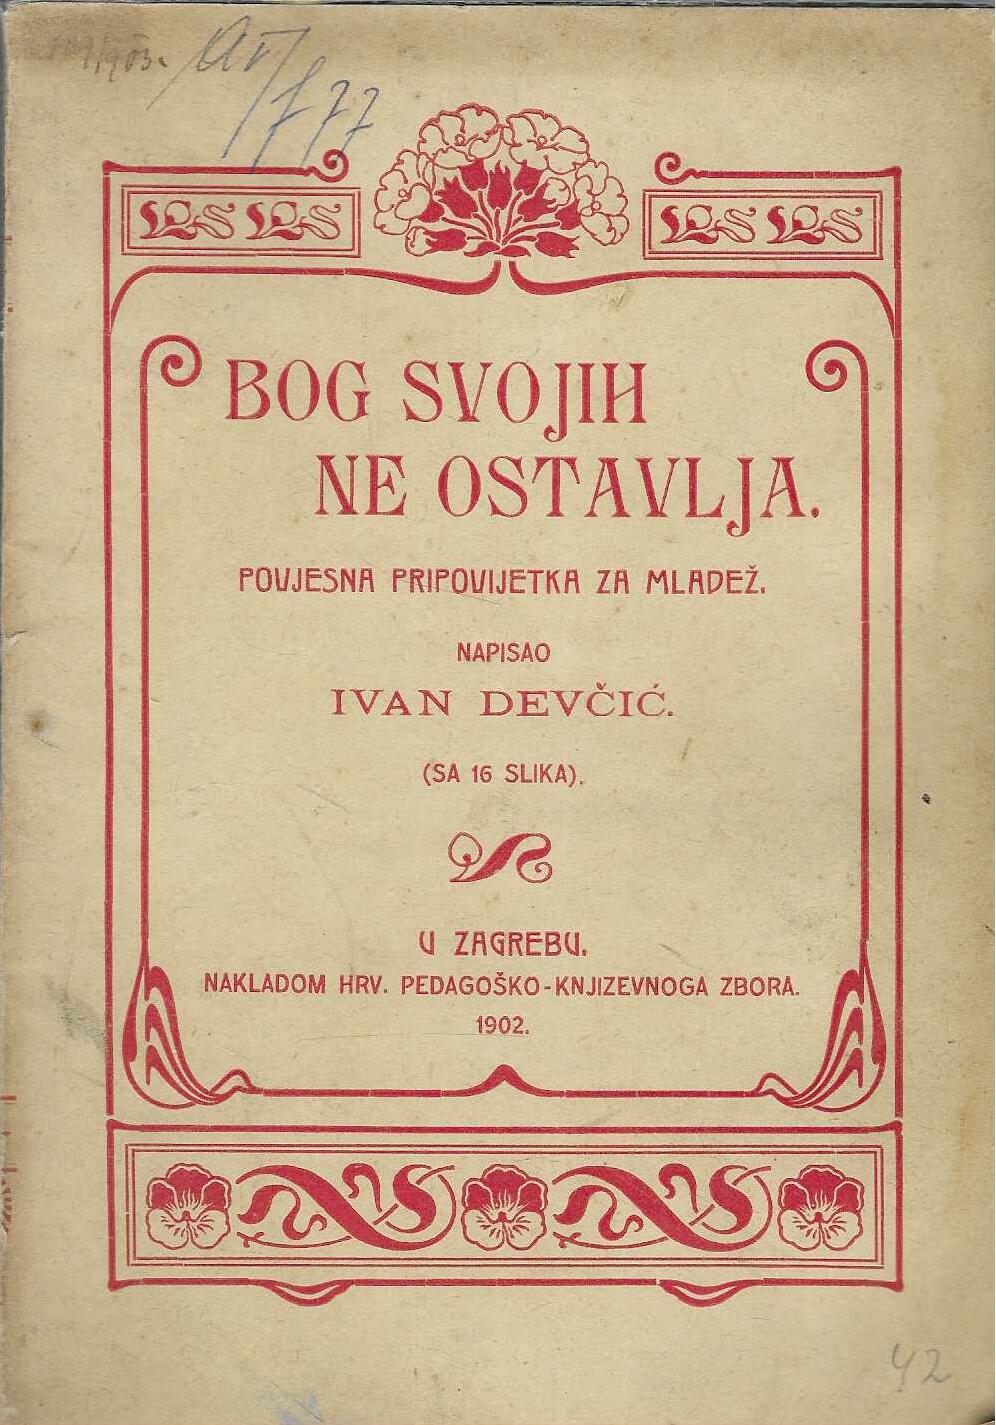 BOG SVOJIH
NE OSTAVLJA.
POVJESNA PRIPOVIJETKA ZA MLADEŽ.
NAPISAO
IVAN DEVČIĆ.
(SA 16 SLIKA).
U ZAGREBU.
NAKLADOM HRV. PEDAGOŠKO-KNJIZEVNOGA ZBORA.
1902.
42